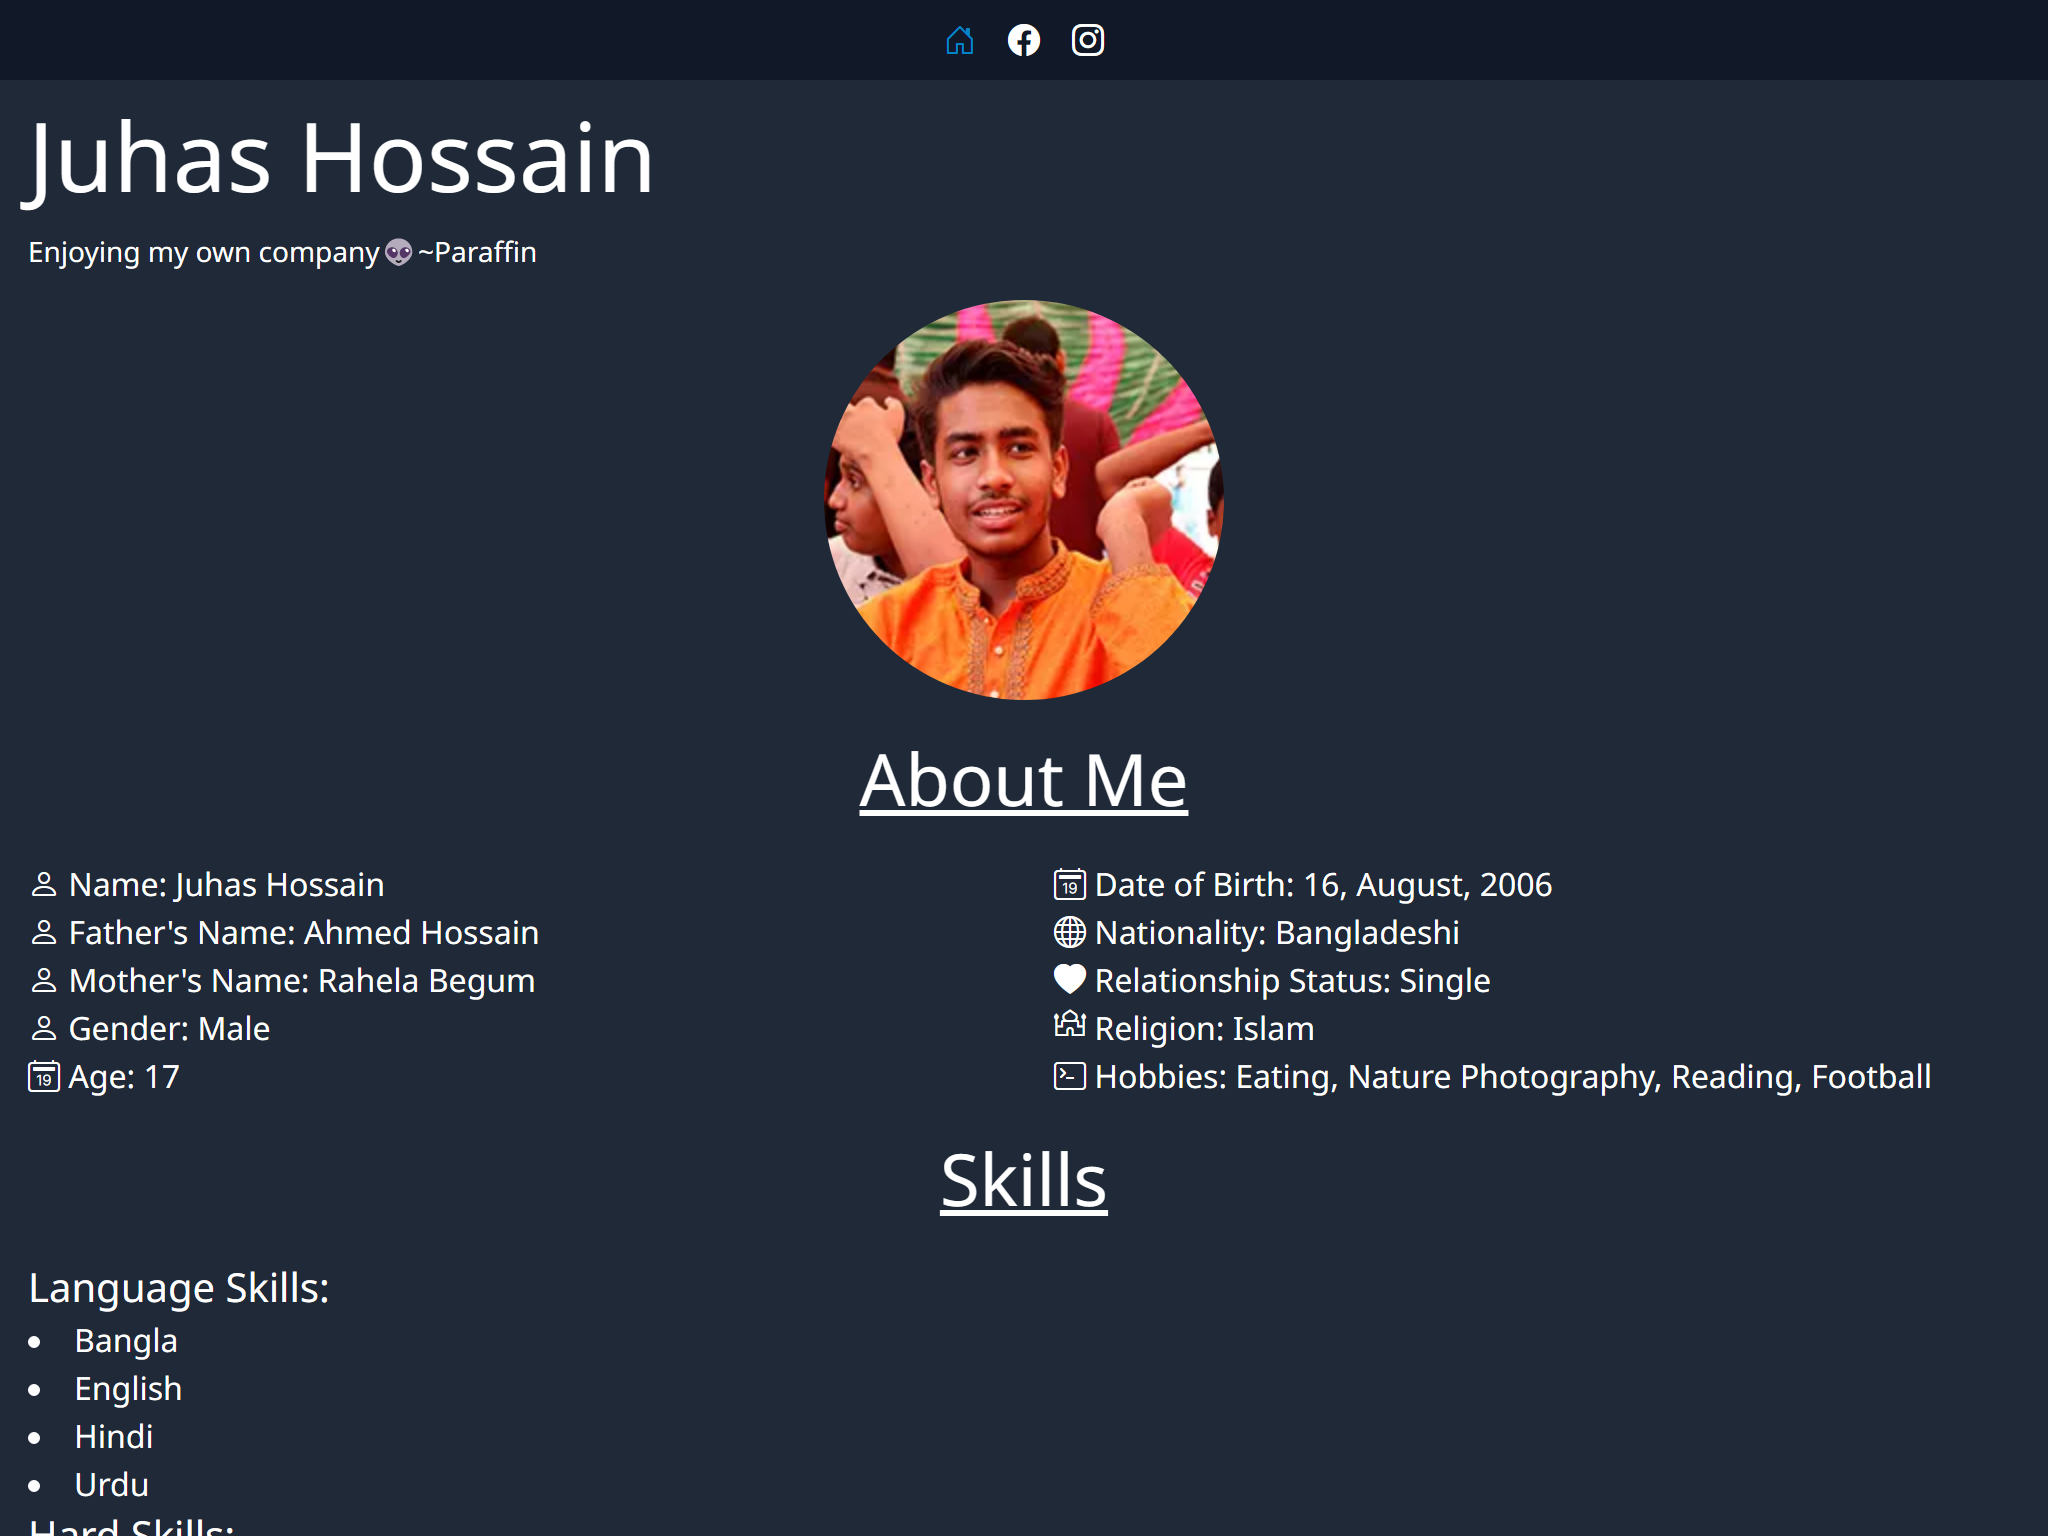 Juhas Hossain
Enjoying my own company👽~Paraffin
About Me
Name: Juhas Hossain
Father's Name: Ahmed Hossain
Mother's Name: Rahela Begum
Gender: Male
19 Age: 17
19 Date of Birth: 16, August, 2006
Nationality: Bangladeshi
Relationship Status: Single
Religion: Islam
Hobbies: Eating, Nature Photography, Reading, Football
Skills
Language Skills:
• Bangla
• English
• Hindi
• Urdu
Hard Skills: